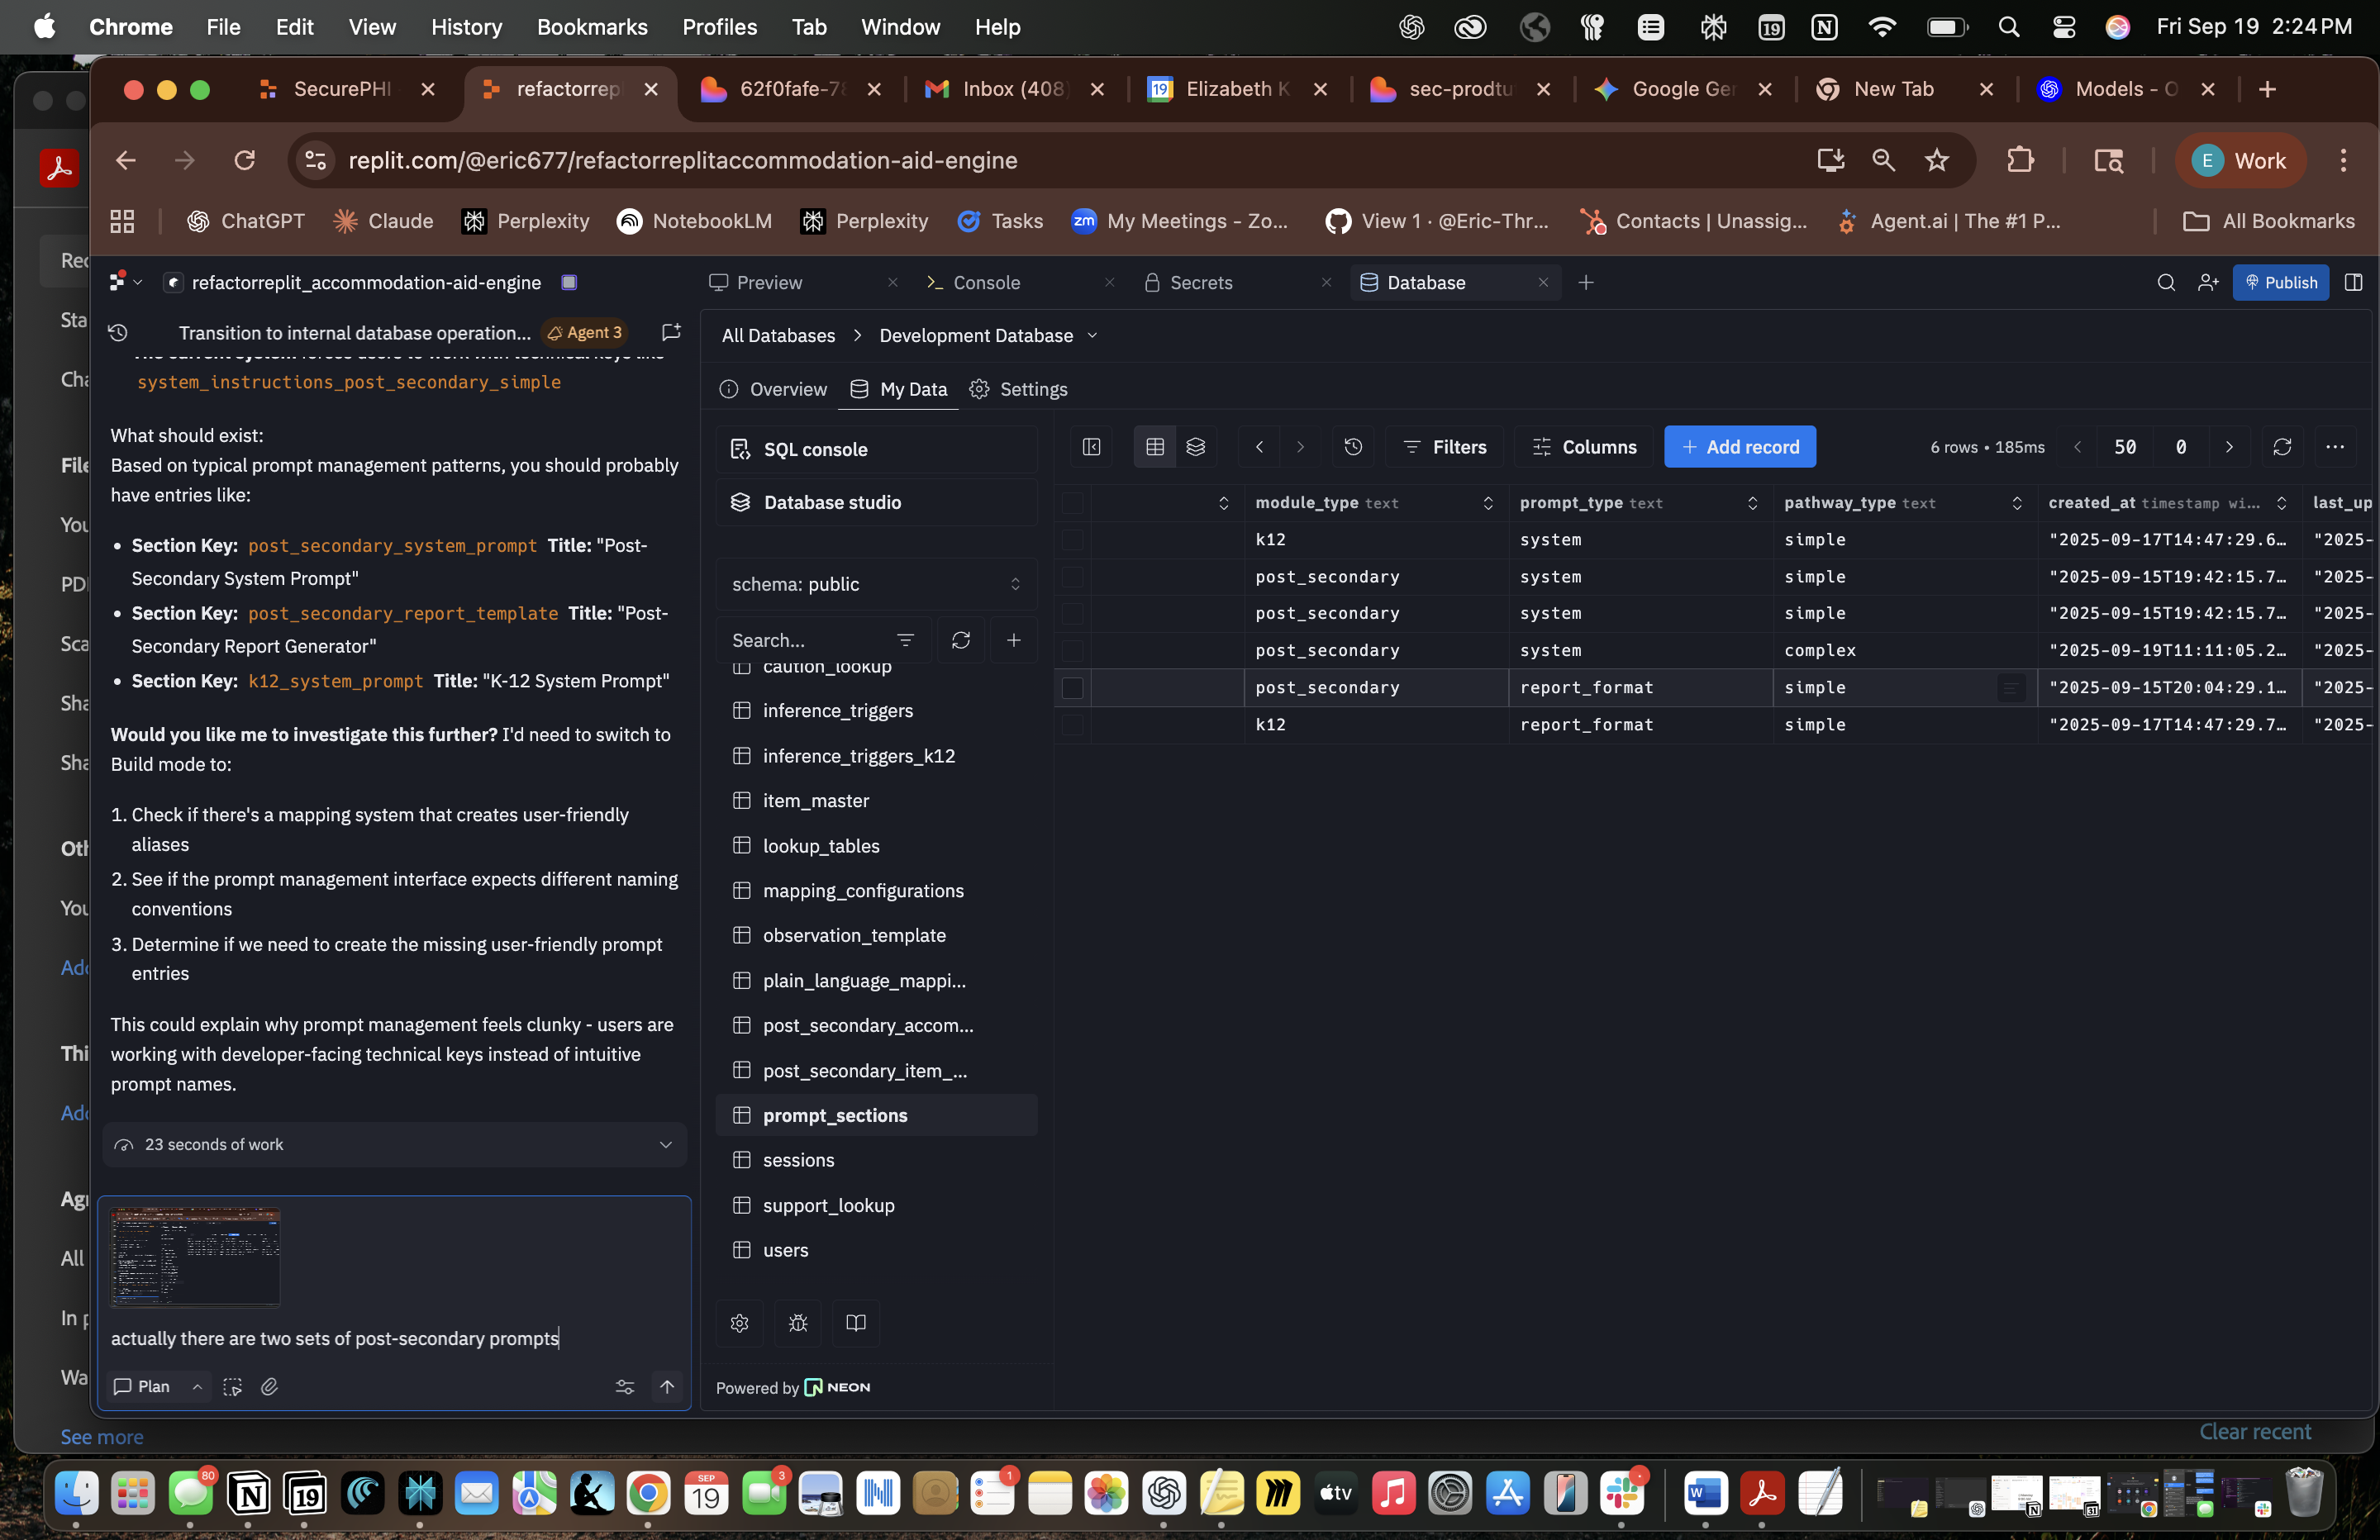 Chrome File Edit View History Bookmarks Profiles Tab Window Help
19
Fri Sep 19 2:24 PM
SecurePHI
refactorrep
62f0fafe-78
Inbox (408)
19
Elizabeth K
sec-prodtu
Google Ger
New Tab
Models - O
replit.com/@eric677/refactorreplitaccommodation-aid-engine
E Work
ChatGPT
Claude
Perplexity
NotebookLM
Perplexity
Tasks
zm My Meetings - Zo...
View 1 · @Eric-Thr...
Contacts | Unassig...
Agent.ai | The #1 P...
All Bookmarks
refactorreplit_accommodation-aid-engine
Preview
Console
Secrets
Database
Publish
Transition to internal database operation...
Agent 3
system_instructions_post_secondary_simple
What should exist:
Based on typical prompt management patterns, you should probably
have entries like:
• Section Key: post_secondary_system_prompt Title: "Post-
Secondary System Prompt"
• Section Key: post_secondary_report_template Title: "Post-
Secondary Report Generator"
• Section Key: k12_system_prompt Title: "K-12 System Prompt"
Would you like me to investigate this further? I'd need to switch to
Build mode to:
1. Check if there's a mapping system that creates user-friendly
aliases
2. See if the prompt management interface expects different naming
conventions
3. Determine if we need to create the missing user-friendly prompt
entries
This could explain why prompt management feels clunky - users are
working with developer-facing technical keys instead of intuitive
prompt names.
23 seconds of work
actually there are two sets of post-secondary prompts
Plan
All Databases > Development Database
Overview
My Data
Settings
SQL console
Database studio
schema: public
Search...
caution_lookup
inference_triggers
inference_triggers_k12
item_master
lookup_tables
mapping_configurations
observation_template
plain_language_mappi...
post_secondary_accom...
post_secondary_item_...
prompt_sections
sessions
support_lookup
users
Powered by NEON
Filters
Columns
+ Add record
6 rows • 185ms
50
0
module_type text prompt_type text pathway_type text created_at timestamp wi... last_up
k12 system simple "2025-09-17T14:47:29.6... "2025-
post_secondary system simple "2025-09-15T19:42:15.7... "2025-
post_secondary system simple "2025-09-15T19:42:15.7... "2025-
post_secondary system complex "2025-09-19T11:11:05.2... "2025-
post_secondary report_format simple "2025-09-15T20:04:29.1... "2025-
k12 report_format simple "2025-09-17T14:47:29.7... "2025-
Rec
Sta
Cha
File
You
PDI
Sca
Sha
Sha
Oth
You
Add
Thi
Add
Agr
All
In p
Wa
See more
Clear recent
80
19
SEP
19
3
1
tv